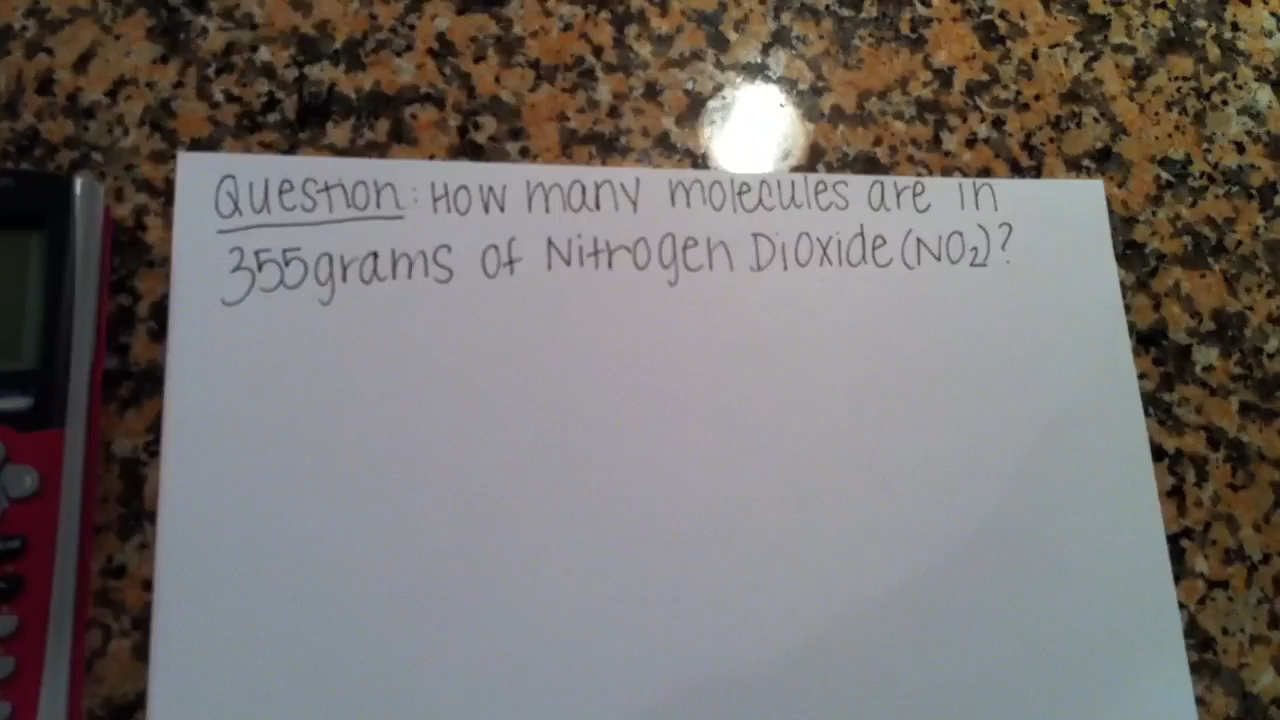 Question: How many molecules are in
355grams of Nitrogen Dioxide (NO₂)?